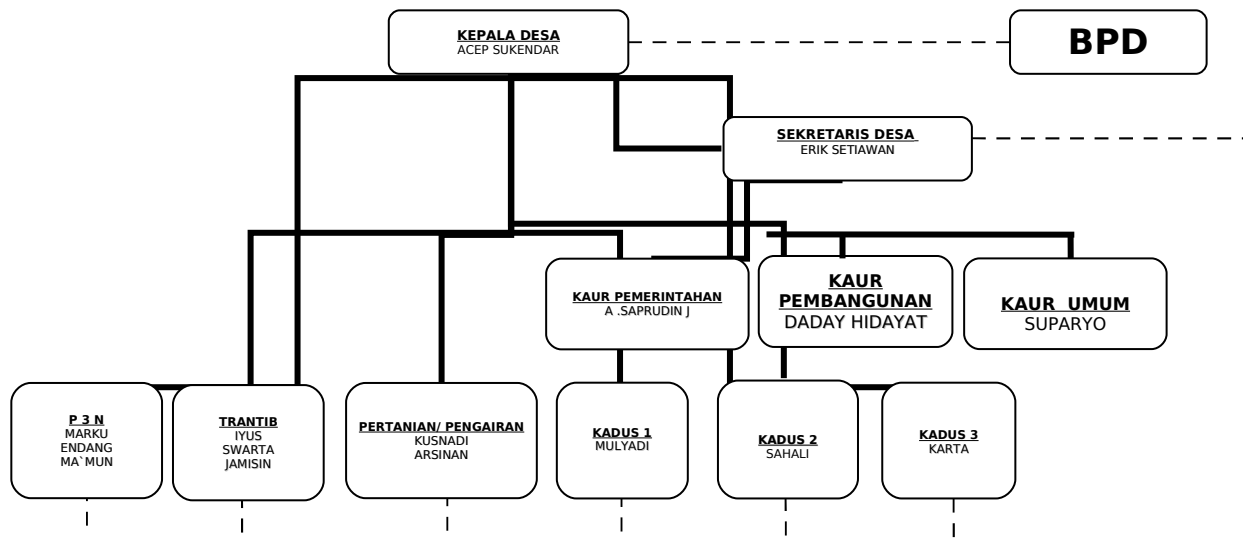 KEPALA DESA
ACEP SUKENDAR
BPD
SEKRETARIS DESA
ERIK SETIAWAN
KAUR PEMERINTAHAN
A .SAPRUDIN J
KAUR
PEMBANGUNAN
DADAY HIDAYAT
KAUR UMUM
SUPARYO
P 3 N
MARKU
ENDANG
MA`MUN
TRANTIB
IYUS
SWARTA
JAMISIN
PERTANIAN/ PENGAIRAN
KUSNADI
ARSINAN
KADUS 1
MULYADI
KADUS 2
SAHALI
KADUS 3
KARTA